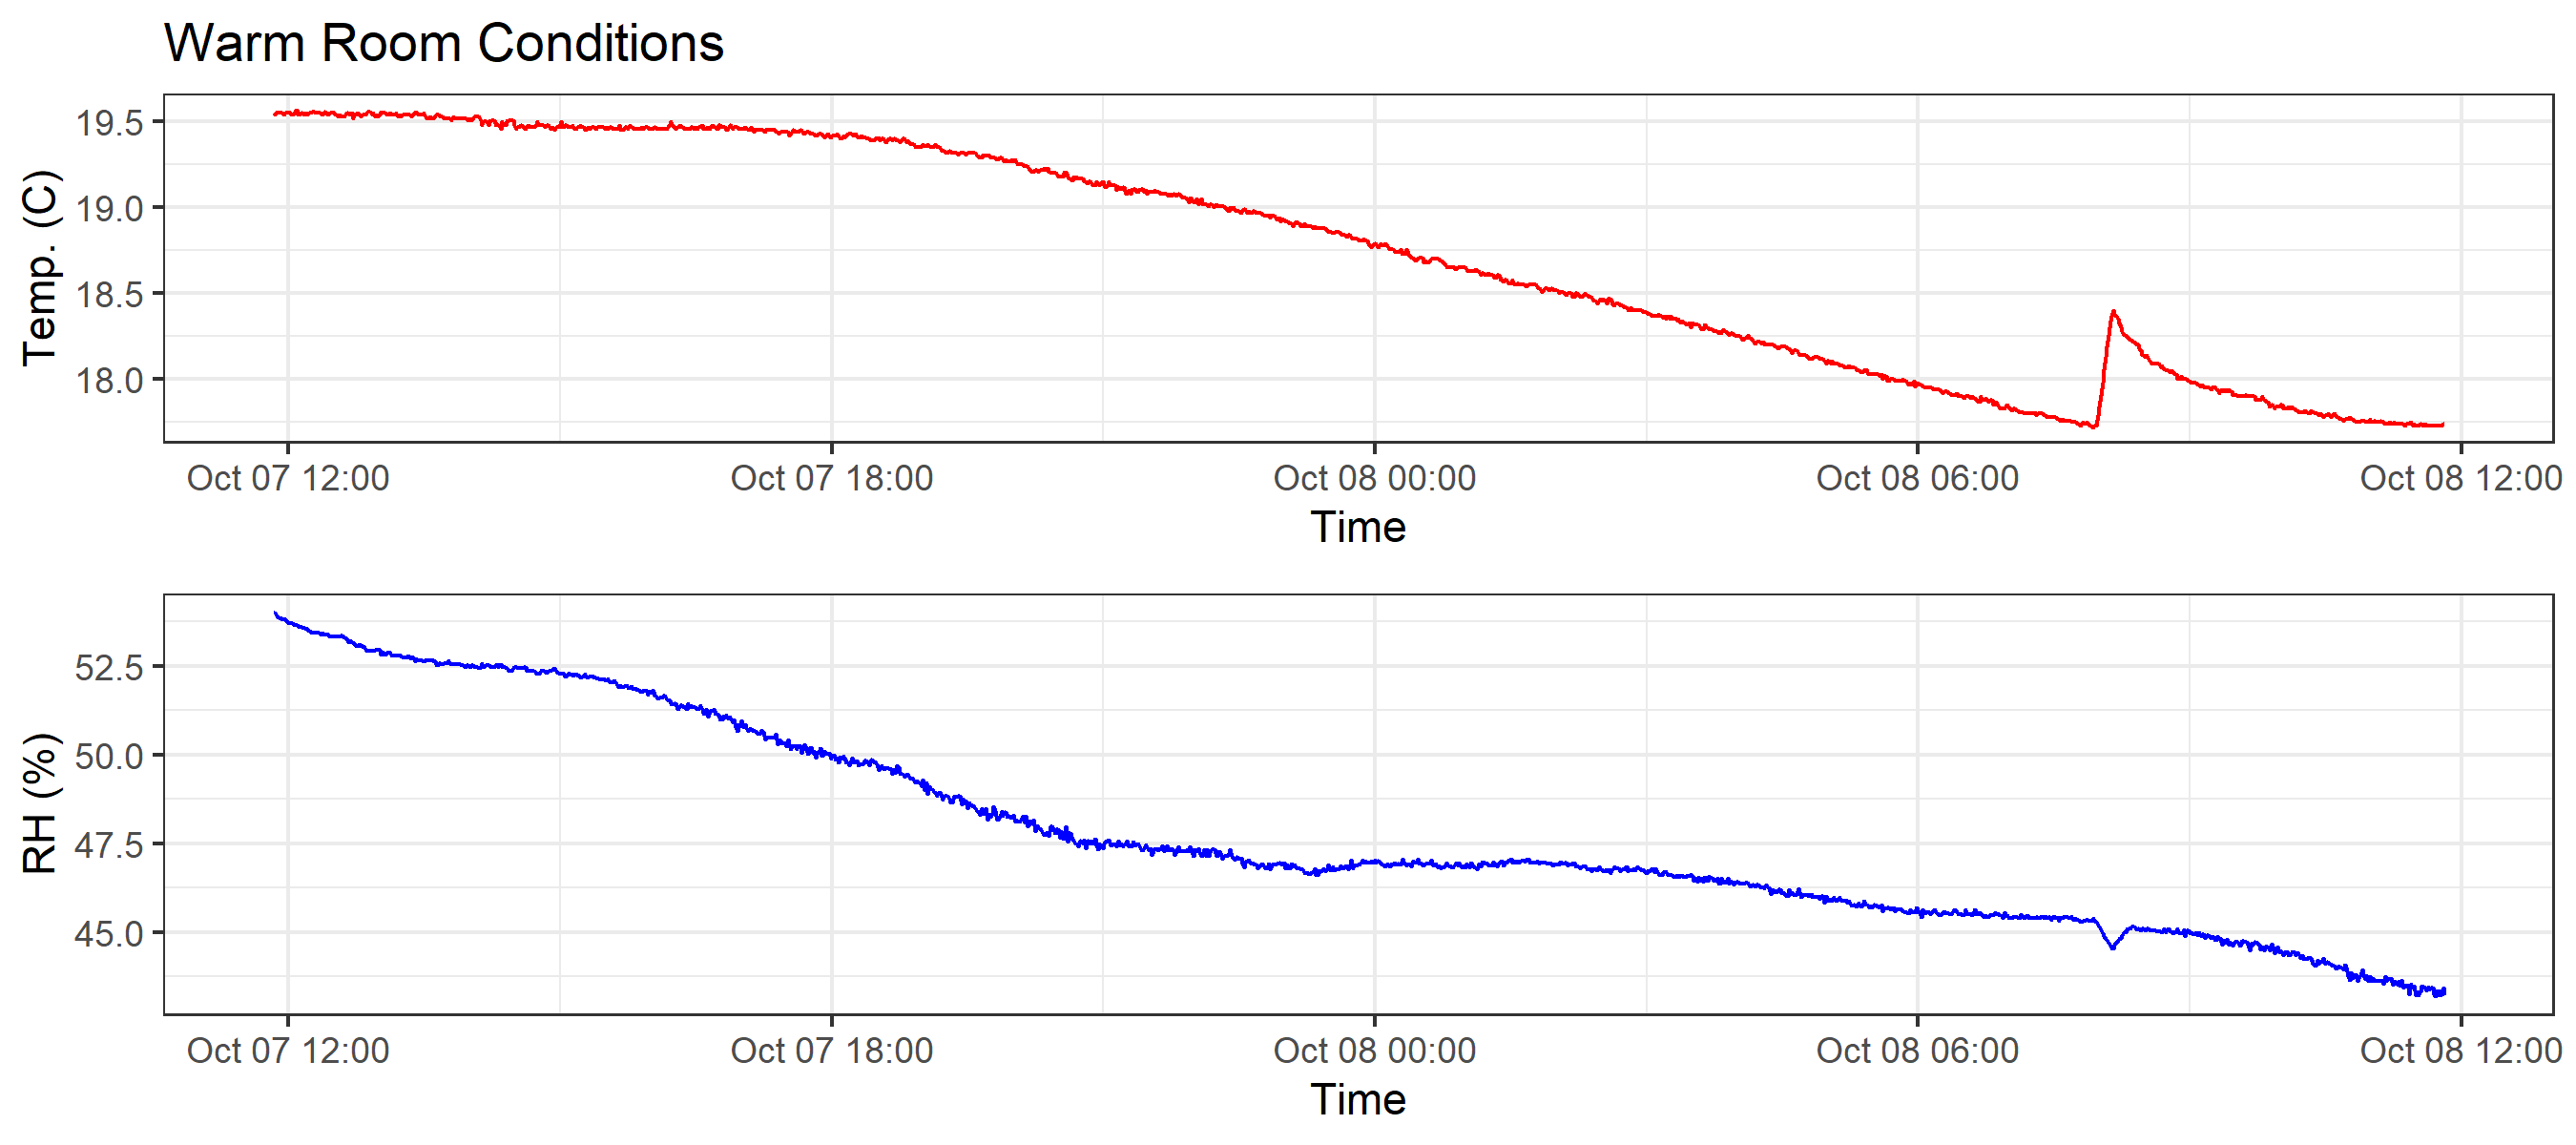 Warm Room Conditions
Temp. (C)
19.5
19.0
18.5
18.0
Oct 07 12:00 Oct 07 18:00 Oct 08 00:00 Oct 08 06:00 Oct 08 12:00
Time
RH (%)
52.5
50.0
47.5
45.0
Oct 07 12:00 Oct 07 18:00 Oct 08 00:00 Oct 08 06:00 Oct 08 12:00
Time